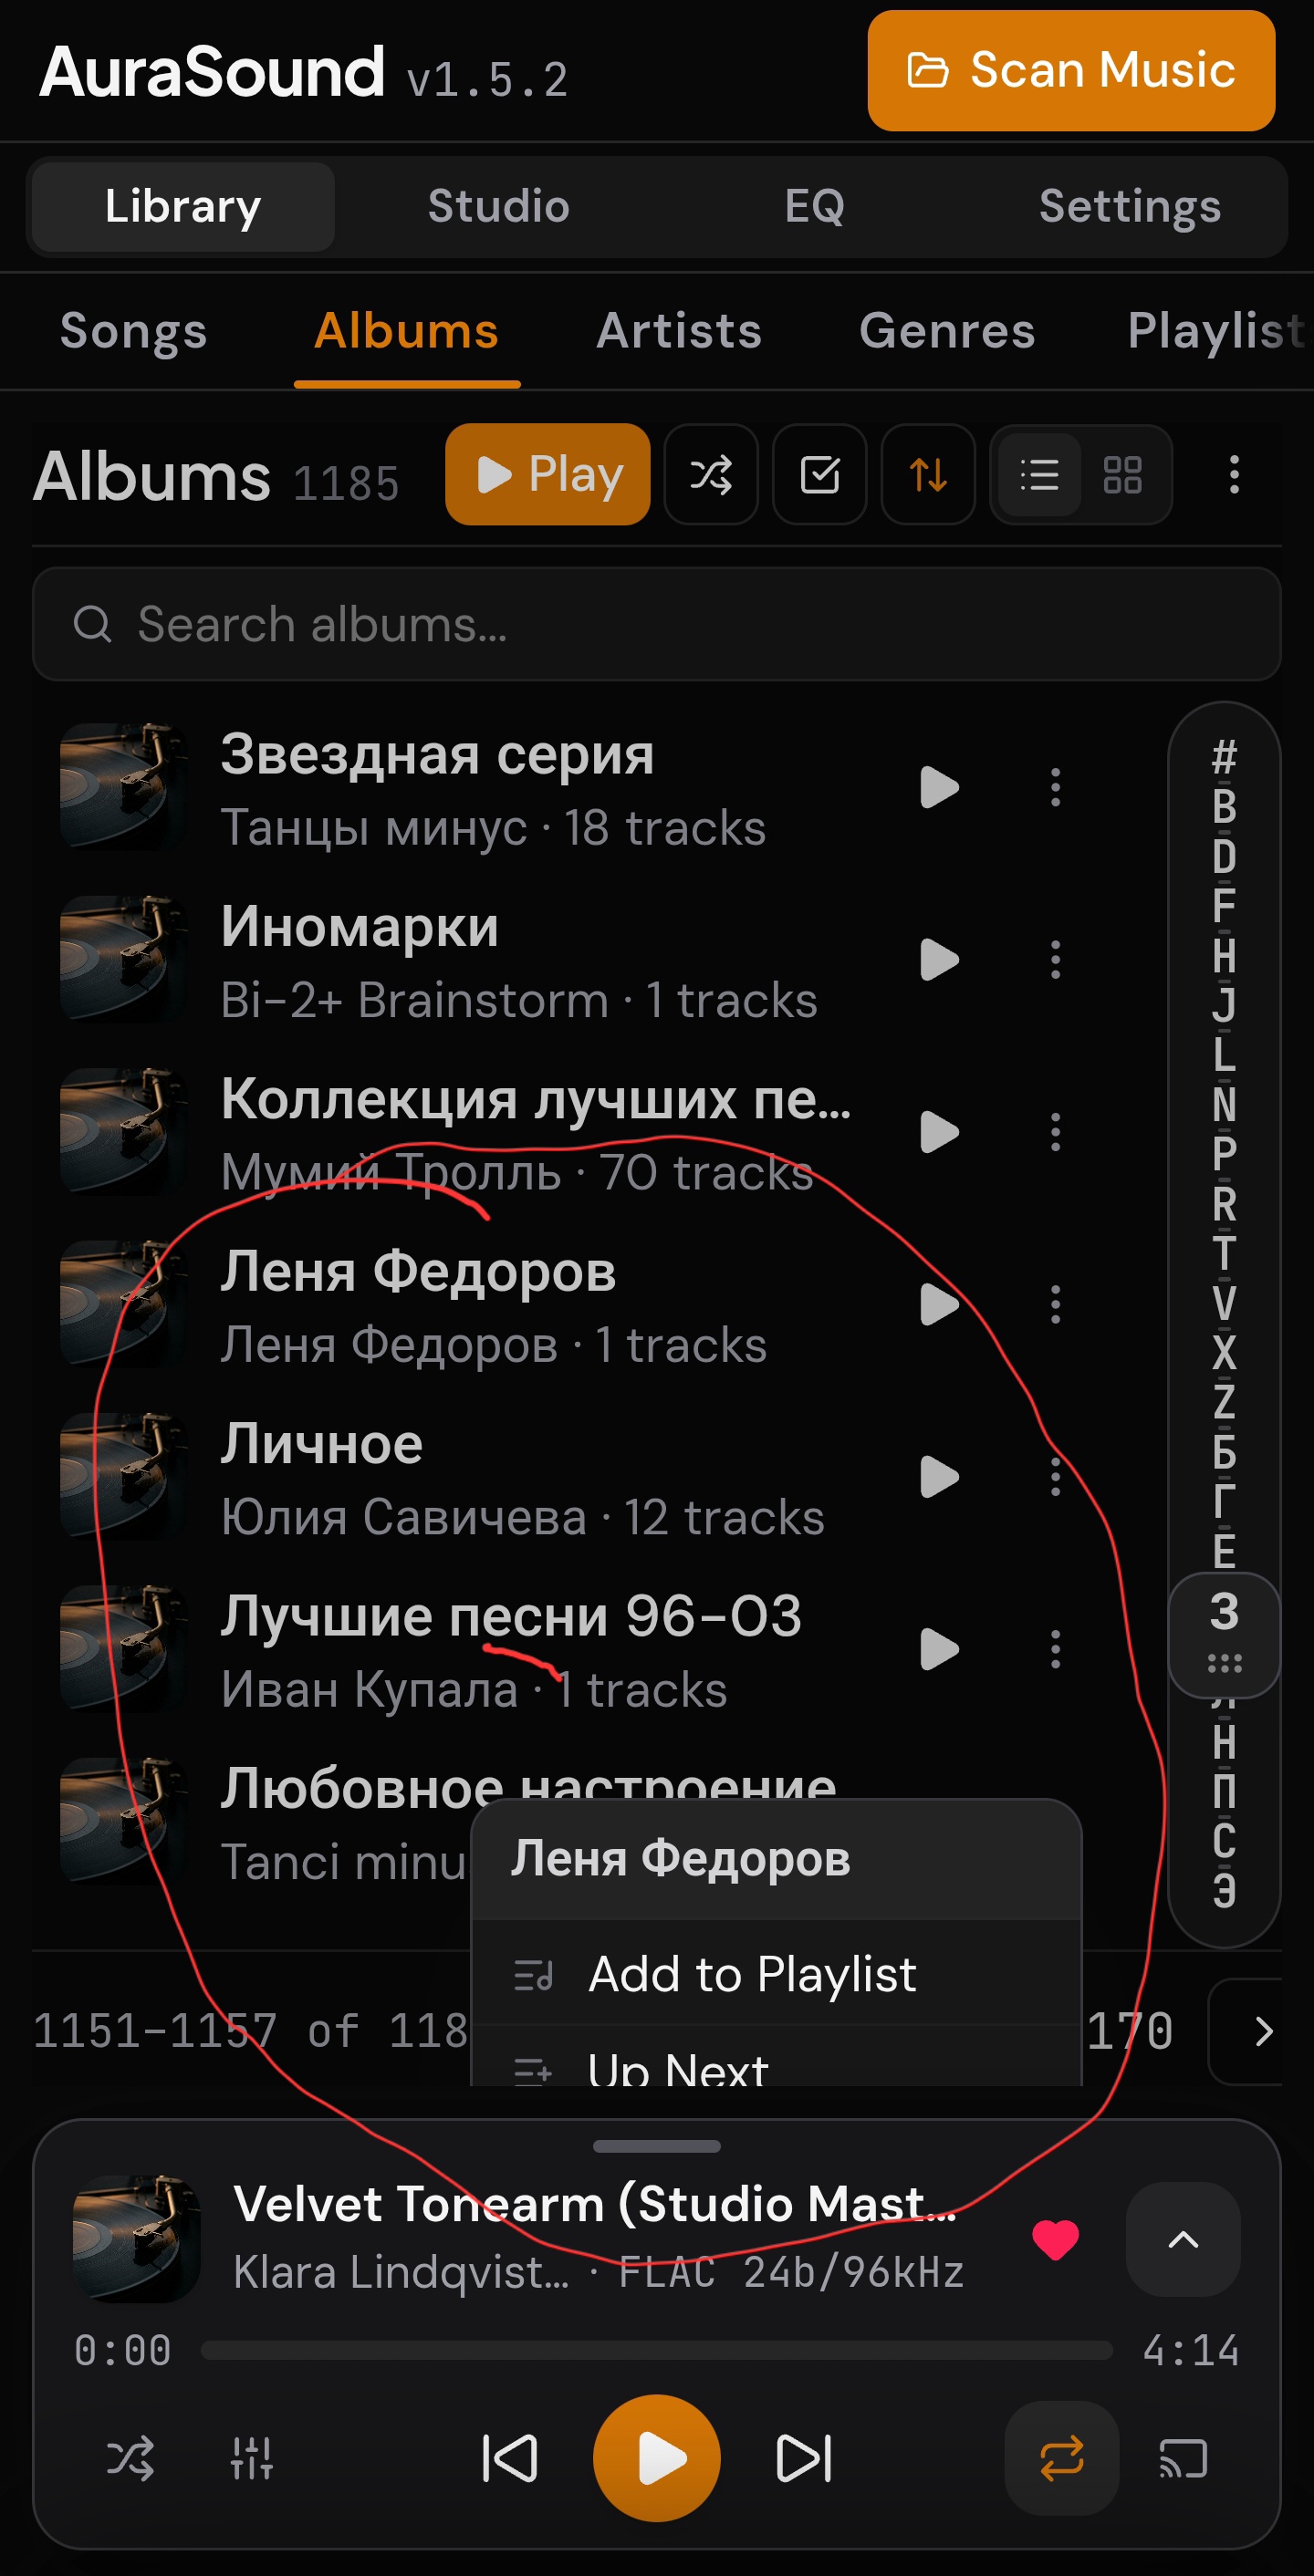 AuraSound v1.5.2
Scan Music
Library Studio EQ Settings
Songs Albums Artists Genres Playlist
Albums 1185
Play
Search albums...
Звездная серия
Танцы минус · 18 tracks
Иномарки
Bi-2+ Brainstorm · 1 tracks
Коллекция лучших пе...
Мумий Тролль · 70 tracks
Леня Федоров
Леня Федоров · 1 tracks
Личное
Юлия Савичева · 12 tracks
Лучшие песни 96-03
Иван Купала · 1 tracks
Любовное настроение
Tanci minu
#
B
D
F
H
J
L
N
P
R
T
V
X
Z
Б
Г
Е
З
Н
П
С
Э
Леня Федоров
Add to Playlist
Up Next
1151-1157 of 118
170
Velvet Tonearm (Studio Mast...
Klara Lindqvist... · FLAC 24b/96kHz
0:00
4:14